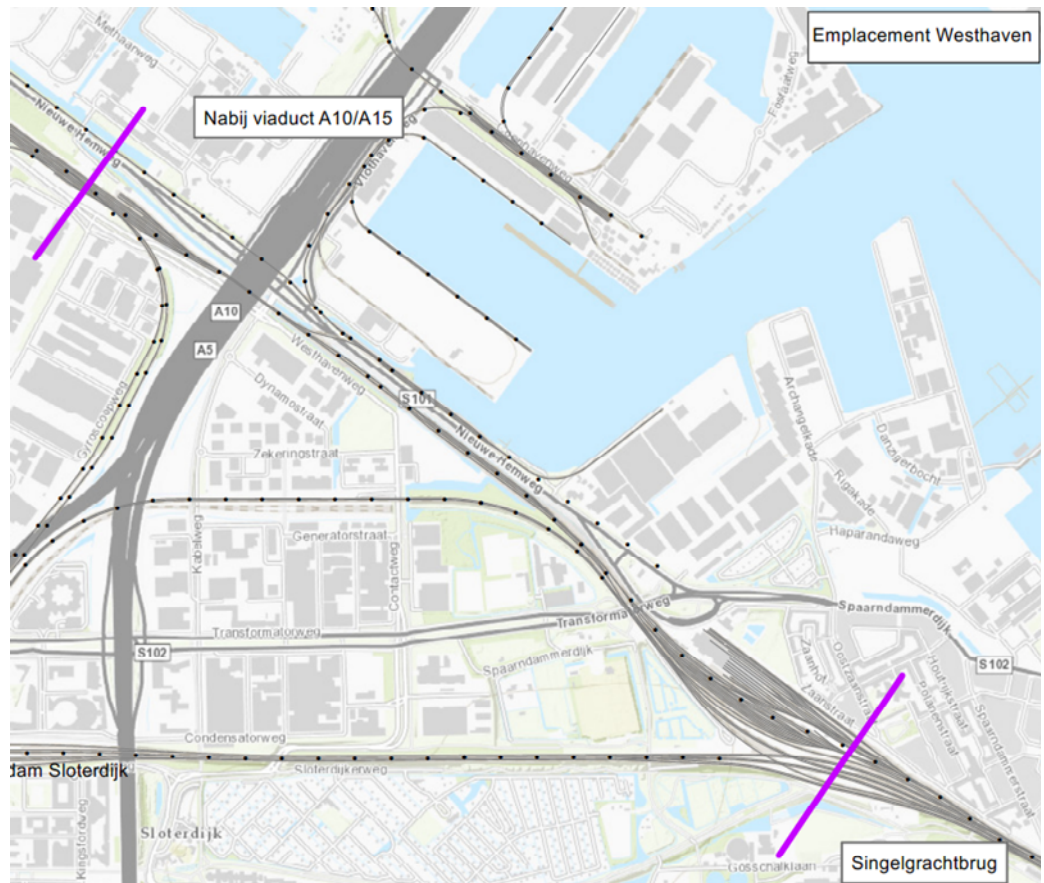 Emplacement Westhaven
Methaanweg
Fosfaatweg
Nabij viaduct A10/A15
Nieuwe Hemweg
Vlothavenweg
A10
A5
Westhavenweg
Archangelkade
Dynamostraat
S101
Gyroscoopweg
Danzigerbocht
Zekeringstraat
Nieuwe Hemweg
Rigakade
Haparandaweg
Generatorstraat
Kabelweg
Contactweg
Transformatorweg
Transformatorweg
Spaarndammerdijk
S102
Spaarndammerdijk
Zaanhof
Oostzaanstraat
Zaanstraat
Houtrijkstraat
Polanenstraat
Spaarndammerstraat
S102
Condensatorweg
dam Sloterdijk
Sloterdijkerweg
Kingsfordweg
Sloterdijk
Gosschalklaan
Singelgrachtbrug